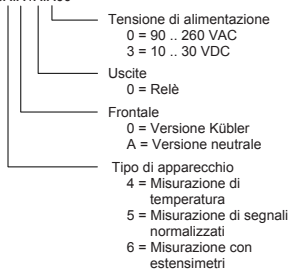 Tensione di alimentazione
0 = 90 .. 260 VAC
3 = 10 .. 30 VDC
Uscite
0 = Relè
Frontale
0 = Versione Kübler
A = Versione neutrale
Tipo di apparecchio
4 = Misurazione di
temperatura
5 = Misurazione di segnali
normalizzati
6 = Misurazione con
estensimetri